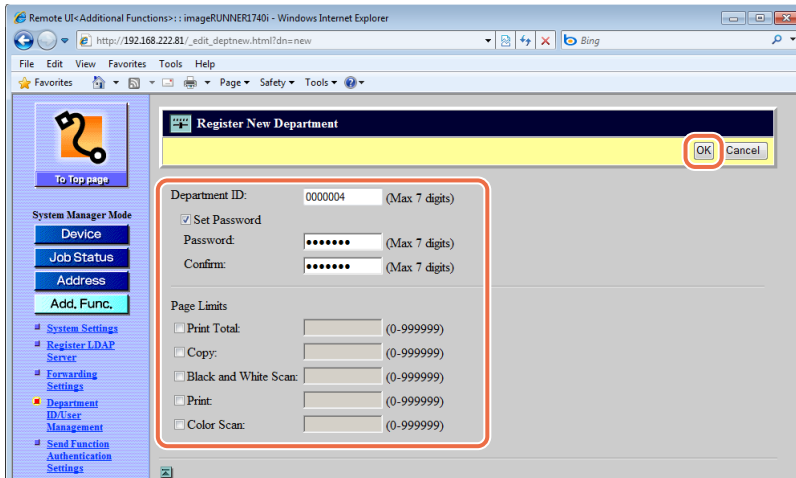 Remote UI<Additional Functions>: : imageRUNNER1740i - Windows Internet Explorer
http://192.168.222.81/_edit_deptnew.html?dn=new
Bing
File Edit View Favorites Tools Help
Favorites Page Safety Tools
Register New Department
OK Cancel
To Top page
System Manager Mode
Device
Job Status
Address
Add. Func.
System Settings
Register LDAP
Server
Forwarding
Settings
Department
ID/User
Management
Send Function
Authentication
Settings
Department ID: 0000004 (Max 7 digits)
Set Password
Password: ••••••• (Max 7 digits)
Confirm: ••••••• (Max 7 digits)
Page Limits
Print Total: (0-999999)
Copy: (0-999999)
Black and White Scan: (0-999999)
Print: (0-999999)
Color Scan: (0-999999)